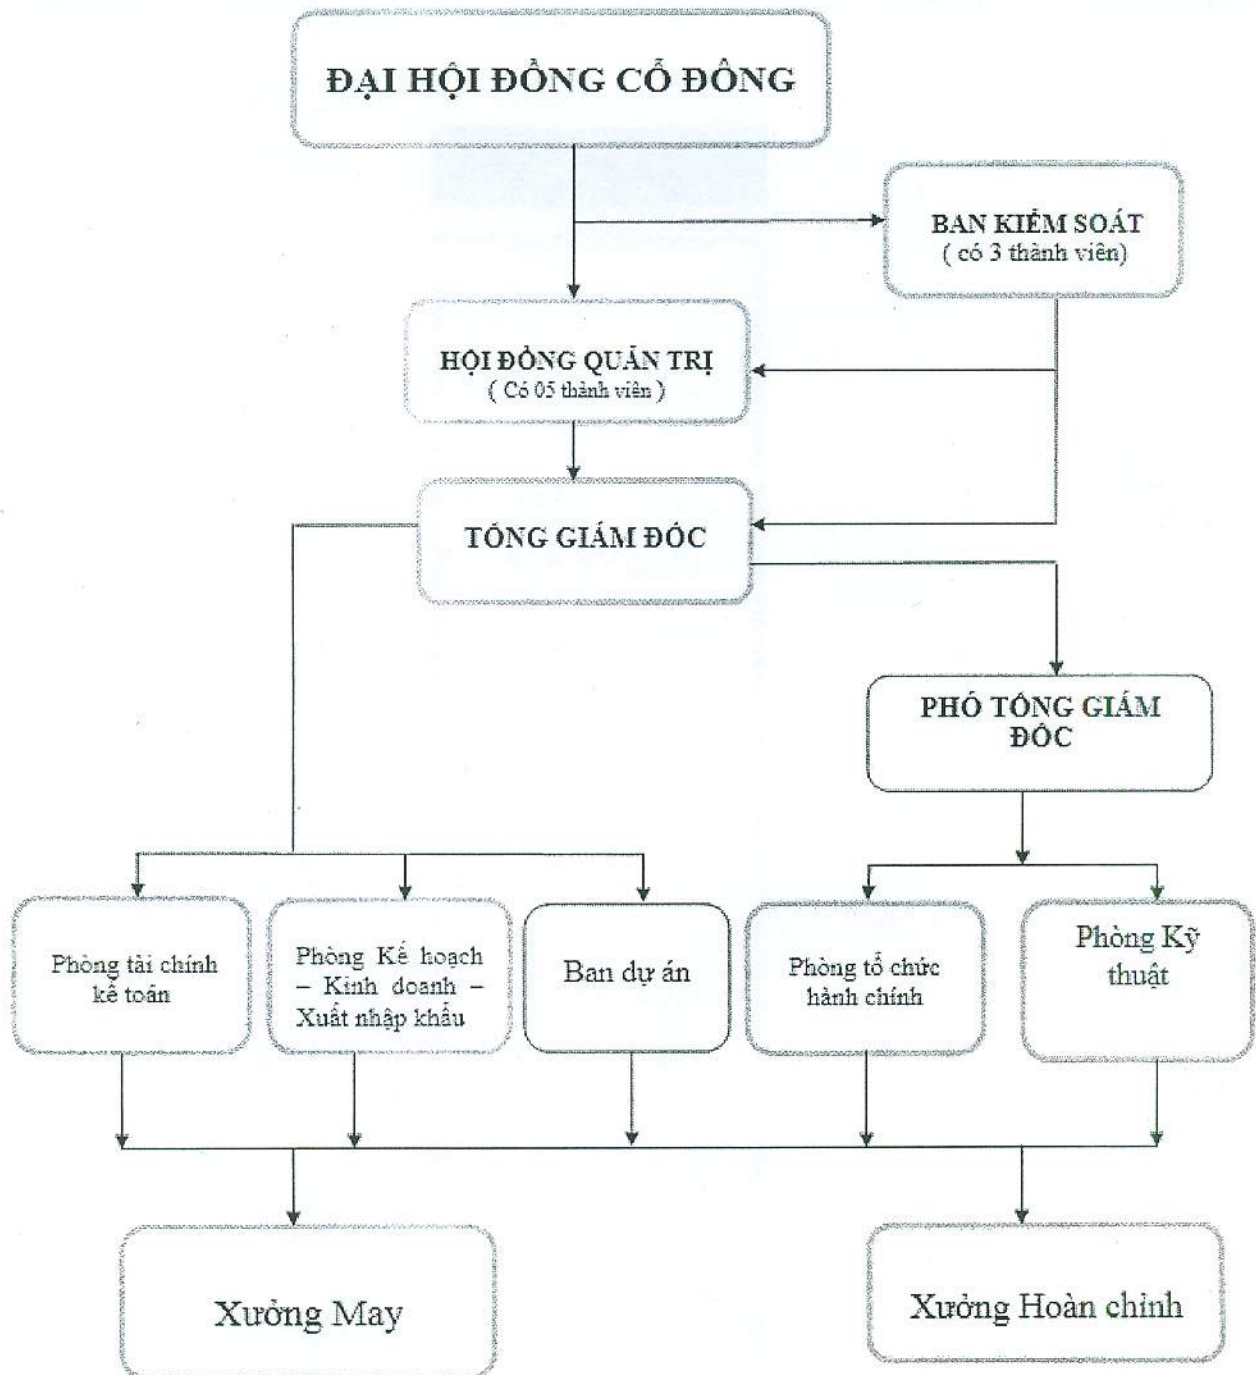 ĐẠI HỘI ĐỒNG CỔ ĐÔNG
BAN KIỂM SOÁT
( có 3 thành viên)
HỘI ĐỒNG QUẢN TRỊ
( Có 05 thành viên )
TỔNG GIÁM ĐỐC
PHÓ TỔNG GIÁM
ĐỐC
Phòng tài chính
kế toán
Phòng Kế hoạch
– Kinh doanh –
Xuất nhập khẩu
Ban dự án
Phòng tổ chức
hành chính
Phòng Kỹ
thuật
Xưởng May
Xưởng Hoàn chỉnh